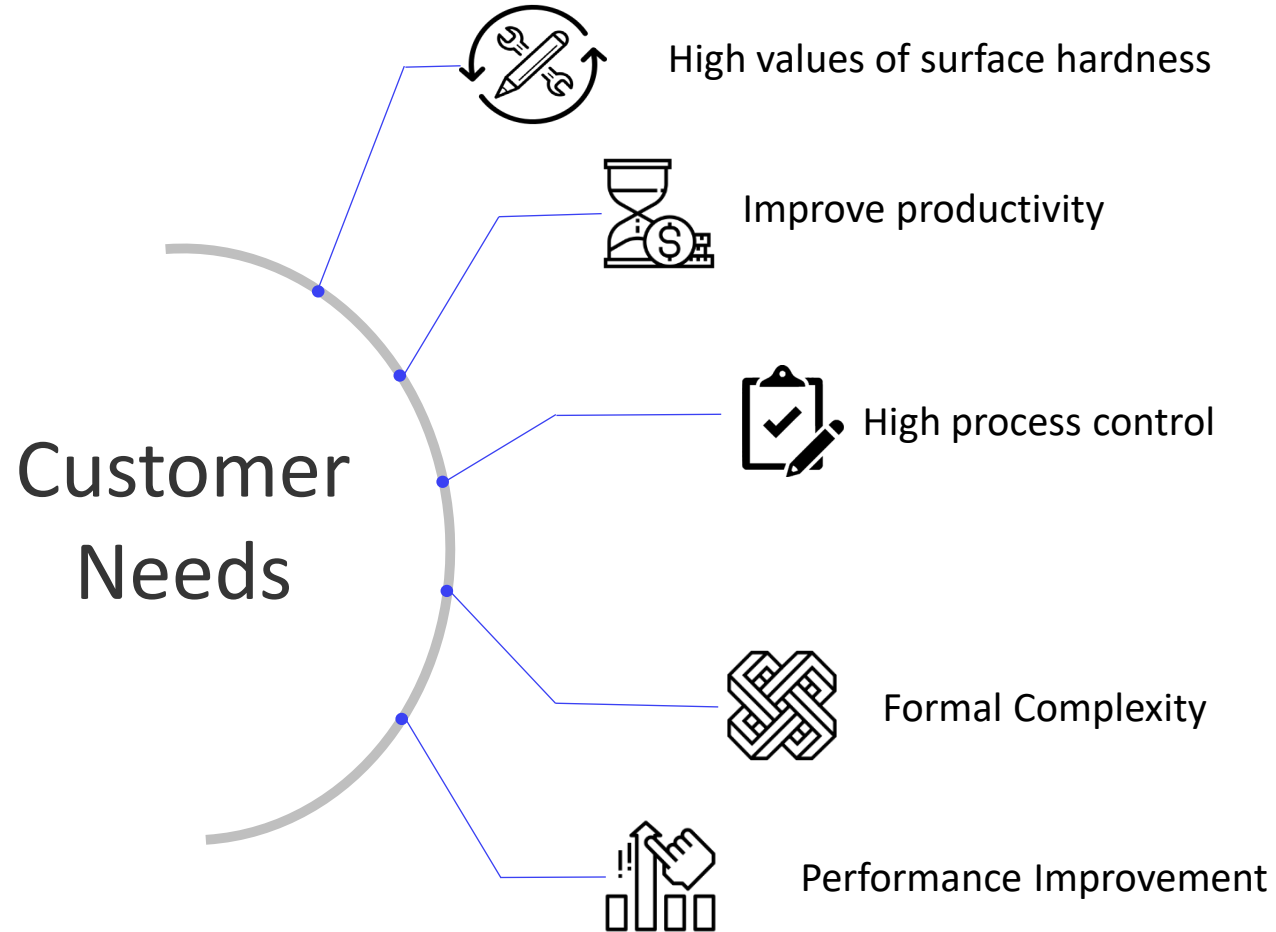 High values of surface hardness
Improve productivity
High process control
Customer
Needs
Formal Complexity
Performance Improvement